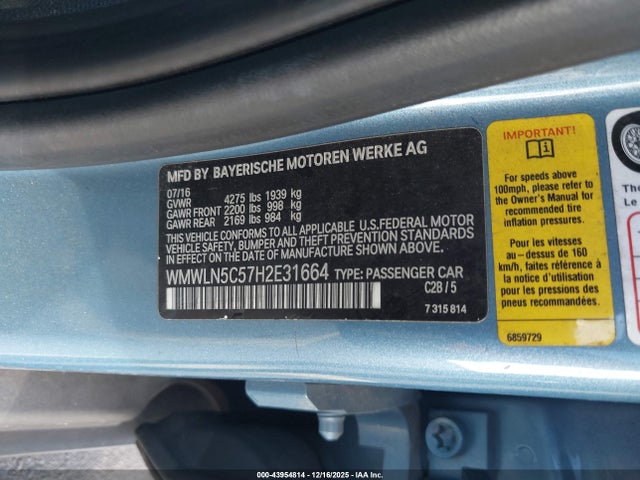 MFD BY BAYERISCHE MOTOREN WERKE AG
07/16
GVWR 4275 lbs 1939 kg
GAWR FRONT 2200 lbs 998 kg
GAWR REAR 2169 lbs 984 kg
THIS VEHICLE CONFORMS TO ALL APPLICABLE U.S.FEDERAL MOTOR
VEHICLE SAFETY, BUMPER AND THEFT PREVENTION STANDARDS
IN EFFECT ON THE DATE OF MANUFACTURE SHOWN ABOVE.
WMWLN5C57H2E31664 TYPE: PASSENGER CAR
C2B / 5
7 315 814
IMPORTANT!
For speeds above
100mph, please refer to
the Owner's Manual for
recommended tire
inflation pressures.
Pour les vitesses
au-dessus de 160
km/h, faites référence à
la notice d'utilisation
pour les pressions
des pneus
recommandées.
6859729
The
Le
000-43954814 - 12/16/2025 - IAA Inc.